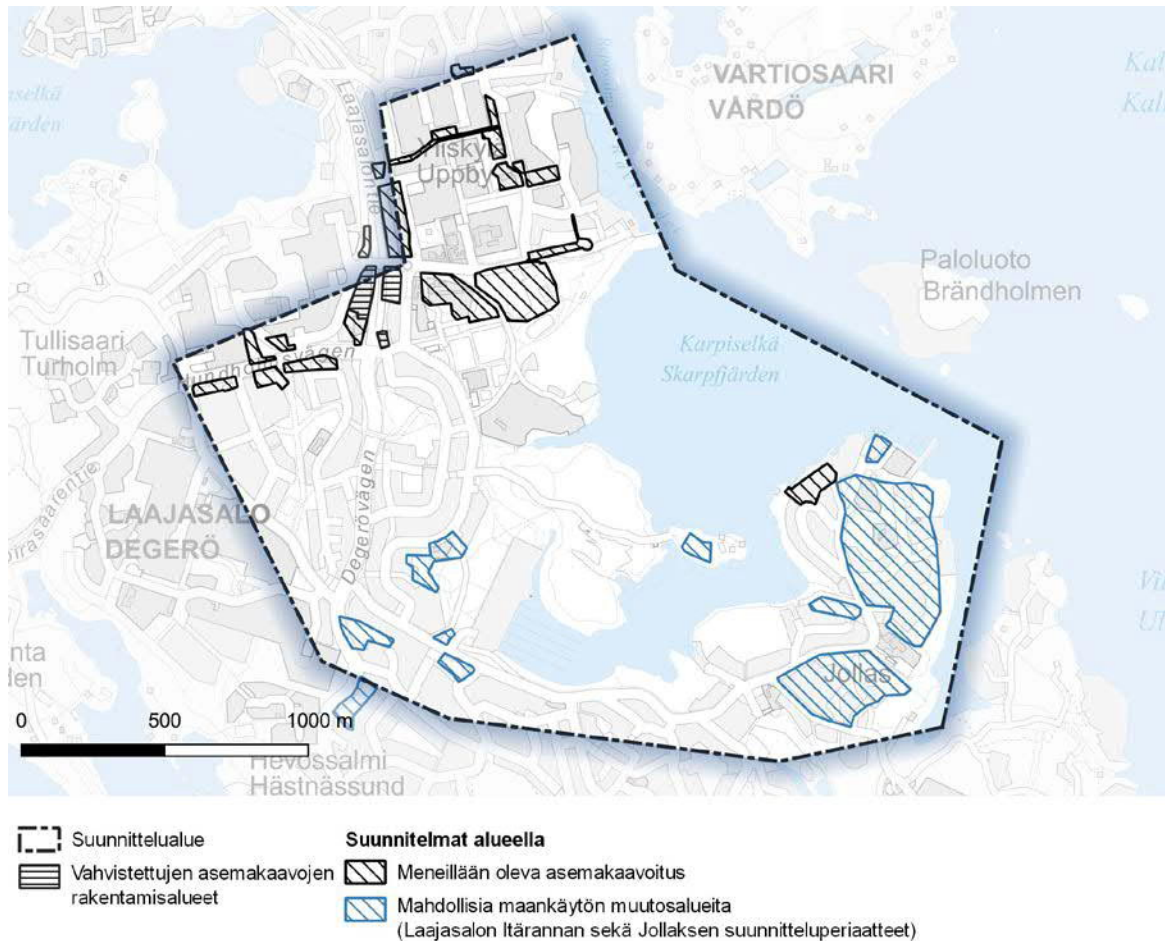 VARTIOSAARI
VÅRDÖ
Laajasalontie
Uppby
Paloluoto
Brändholmen
Karpiselkä
Skarpfjärden
Tullisaari
Turholm
LAAJASALO
DEGERÖ
Degerövägen
Jollas
Hevossalmi
Hästnässund
0 500 1000 m
Suunnittelualue
Vahvistettujen asemakaavojen
rakentamisalueet
Suunnitelmat alueella
Meneillään oleva asemakaavoitus
Mahdollisia maankäytön muutosalueita
(Laajasalon Itärannan sekä Jollaksen suunnitteluperiaatteet)